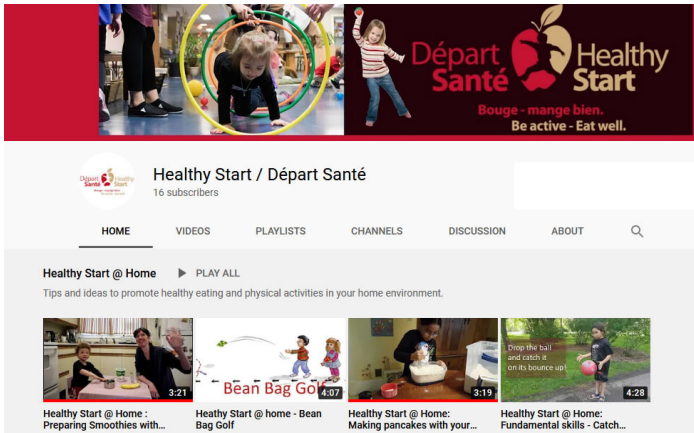 Départ Healthy
Santé Start
Bouge - mange bien.
Be active - Eat well.
Départ Healthy
Santé Start
Healthy Start / Départ Santé
16 subscribers
HOME VIDEOS PLAYLISTS CHANNELS DISCUSSION ABOUT
Healthy Start @ Home PLAY ALL
Tips and ideas to promote healthy eating and physical activities in your home environment.
3:21
Bean Bag Golf
4:07
3:19
Drop the ball
and catch it
on its bounce up!
4:28
Healthy Start @ Home :
Preparing Smoothies with...
Heathy Start @ home - Bean
Bag Golf
Healthy Start @ Home:
Making pancakes with your...
Healthy Start @ Home:
Fundamental skills - Catch...